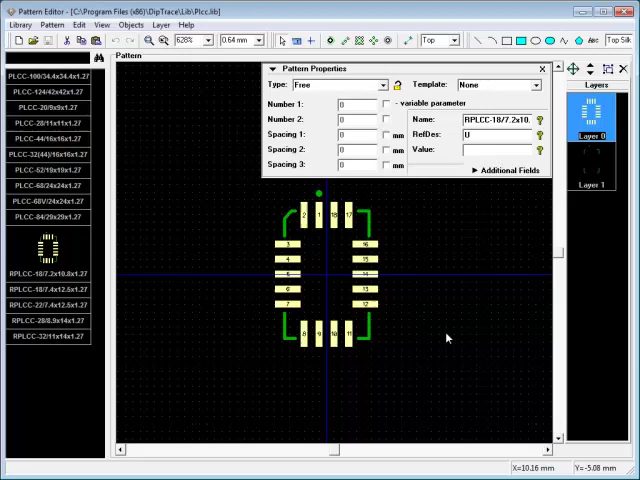 Pattern Editor - [C:\Program Files (x86)\DipTrace\Lib\Plcc.lib]
Library Pattern Edit View Objects Layer Help
628% 0.64 mm Top Abc Top Silk
Pattern
PLCC-100/34.4x34.4x1.27
PLCC-124/42x42x1.27
PLCC-20/9x9x1.27
PLCC-28/11x11x1.27
PLCC-44/16x16x1.27
PLCC-32(44)/16x16x1.27
PLCC-52/19x19x1.27
PLCC-68/24x24x1.27
PLCC-68V/24x24x1.27
PLCC-84/29x29x1.27
RPLCC-18/7.2x10.8x1.27
RPLCC-18/7.4x12.5x1.27
RPLCC-22/7.4x12.5x1.27
RPLCC-28/8.9x14x1.27
RPLCC-32/11x14x1.27
Pattern Properties
Type: Free Template: None
Number 1: 0 - variable parameter
Number 2: 0 Name: RPLCC-18/7.2x10.
Spacing 1: 0 mm RefDes: U
Spacing 2: 0 mm Value:
Spacing 3: 0 mm Additional Fields
2 1 18 17
3 16
4 15
5 14
6 13
7 12
8 9 10 11
Layers
Layer 0
Layer 1
X=10.16 mm Y=-5.08 mm